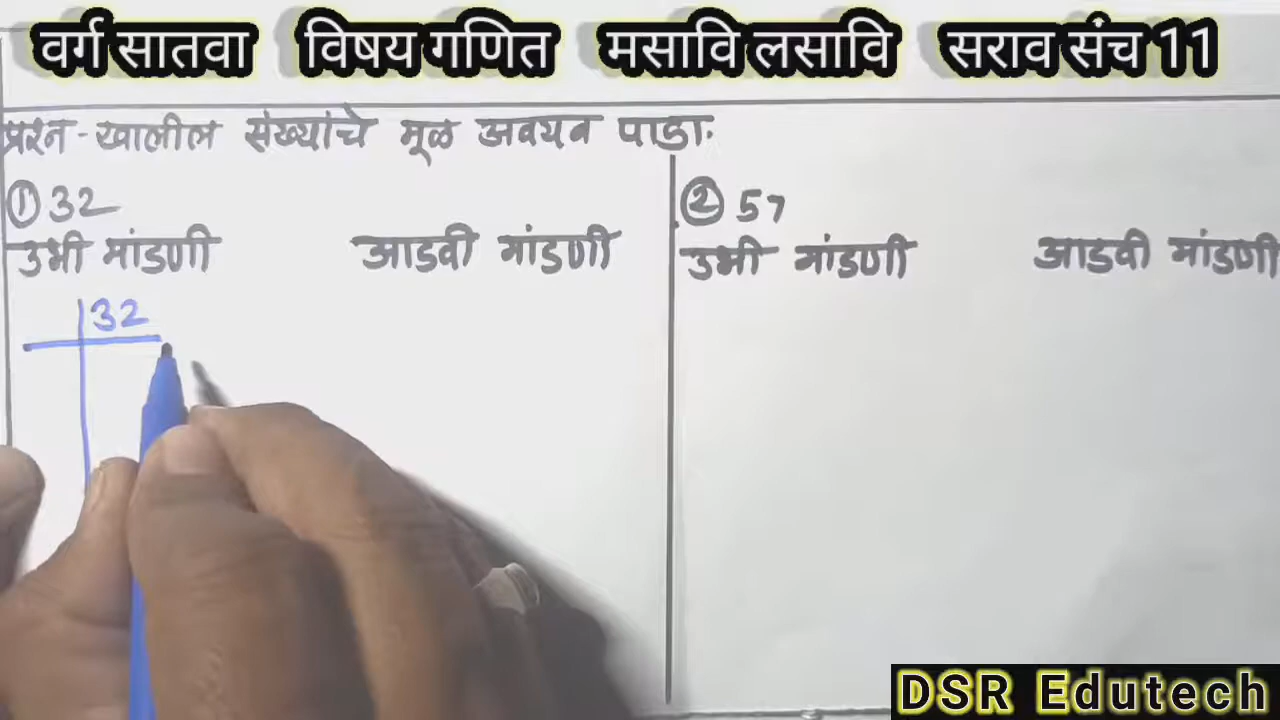 वर्ग सातवा विषय गणित मसावि लसावि सराव संच 11
प्रश्न - खालील संख्यांचे मूळ अवयव पाडा.
① 32
उभी मांडणी आडवी मांडणी
32
② 57
उभी मांडणी आडवी मांडणी
DSR Edutech